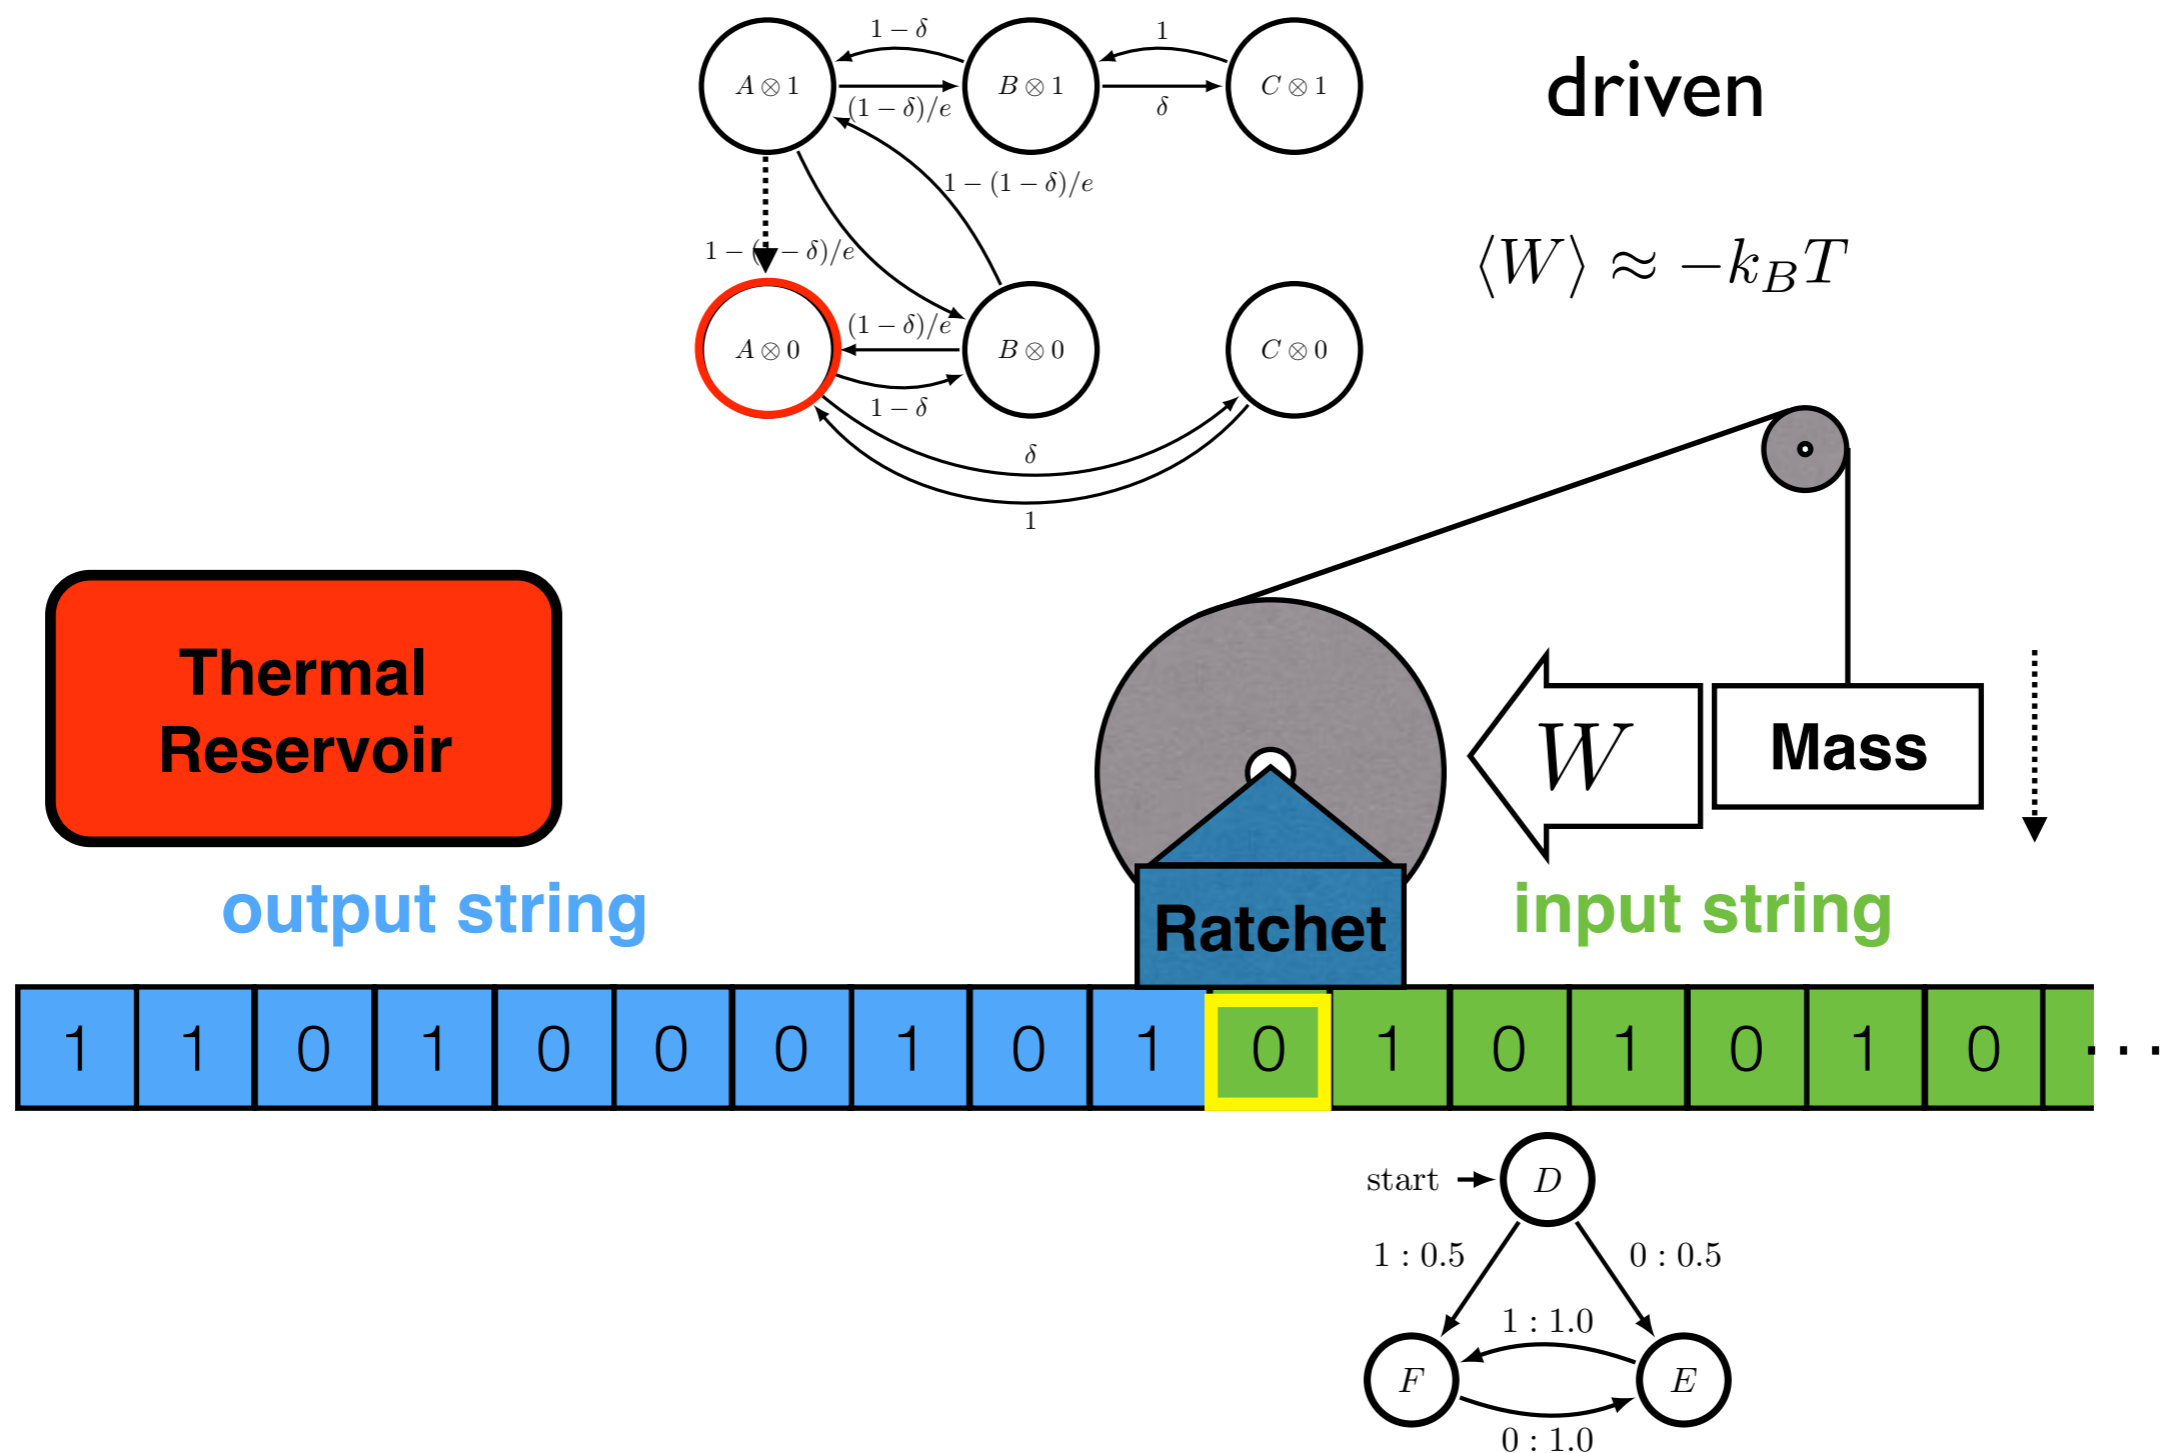 1 − δ
1
A ⊗ 1
B ⊗ 1
C ⊗ 1
driven
(1 − δ)/e
δ
1 − (1 − δ)/e
1 − ( − δ)/e
⟨W⟩ ≈ −k_B T
(1 − δ)/e
A ⊗ 0
B ⊗ 0
C ⊗ 0
1 − δ
δ
1
Thermal
Reservoir
W
Mass
output string
input string
Ratchet
1 1 0 1 0 0 0 1 0 1 0 1 0 1 0 1 0 · · ·
start
D
1 : 0.5
0 : 0.5
1 : 1.0
F
E
0 : 1.0